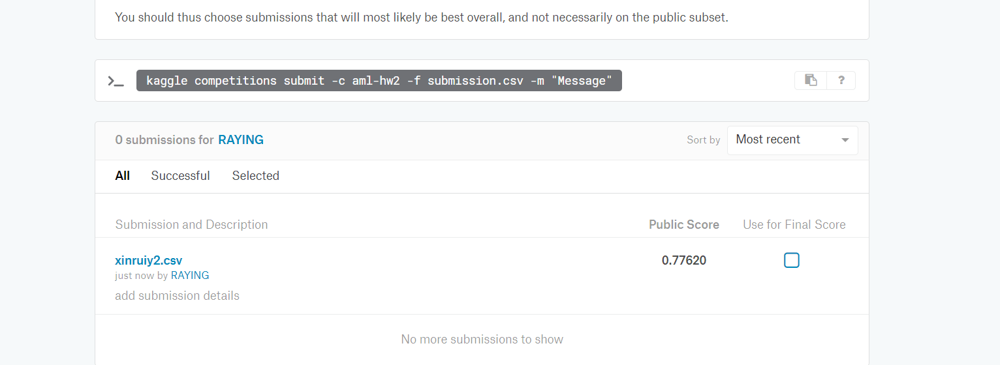 You should thus choose submissions that will most likely be best overall, and not necessarily on the public subset.
>_ kaggle competitions submit -c aml-hw2 -f submission.csv -m "Message" ?
0 submissions for RAYING Sort by Most recent
All Successful Selected
Submission and Description Public Score Use for Final Score
xinruiy2.csv 0.77620
just now by RAYING
add submission details
No more submissions to show